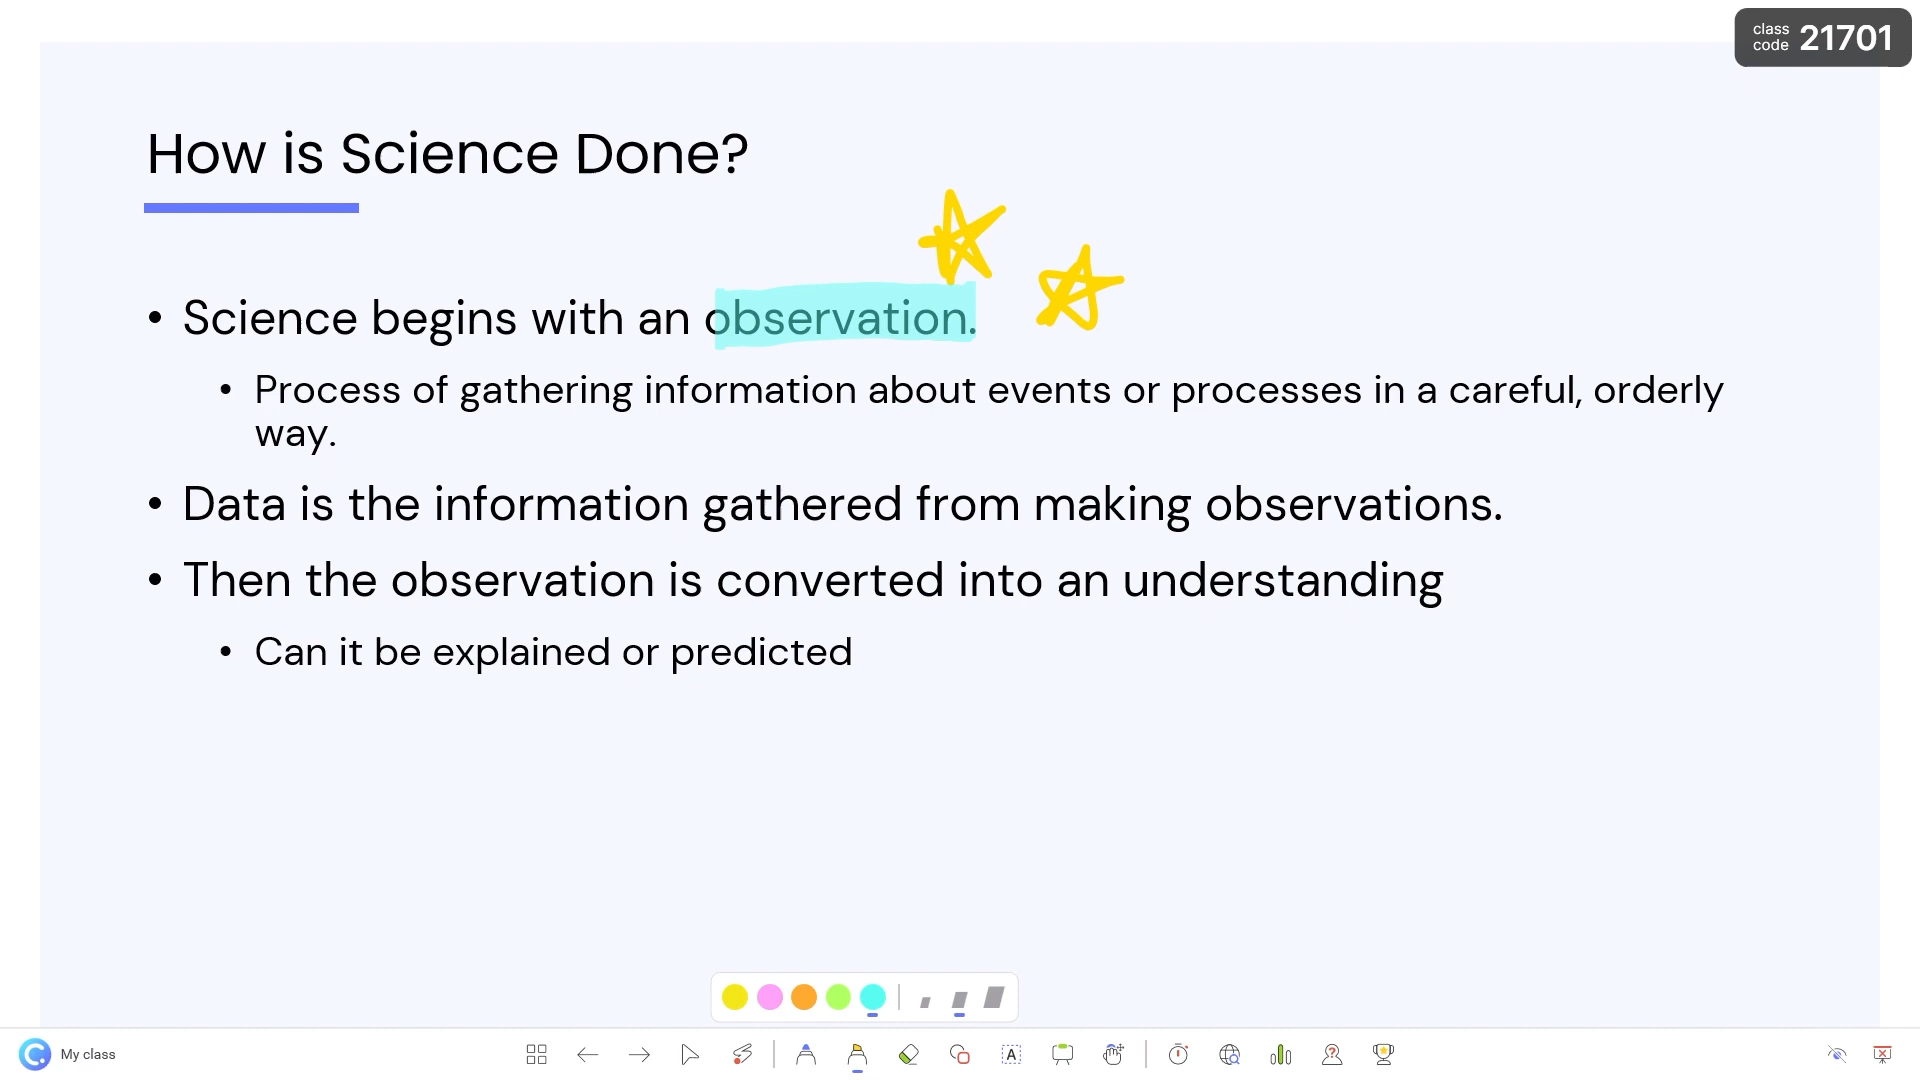 class
code 21701
How is Science Done?
• Science begins with an observation.
• Process of gathering information about events or processes in a careful, orderly
way.
• Data is the information gathered from making observations.
• Then the observation is converted into an understanding
• Can it be explained or predicted
My class
A